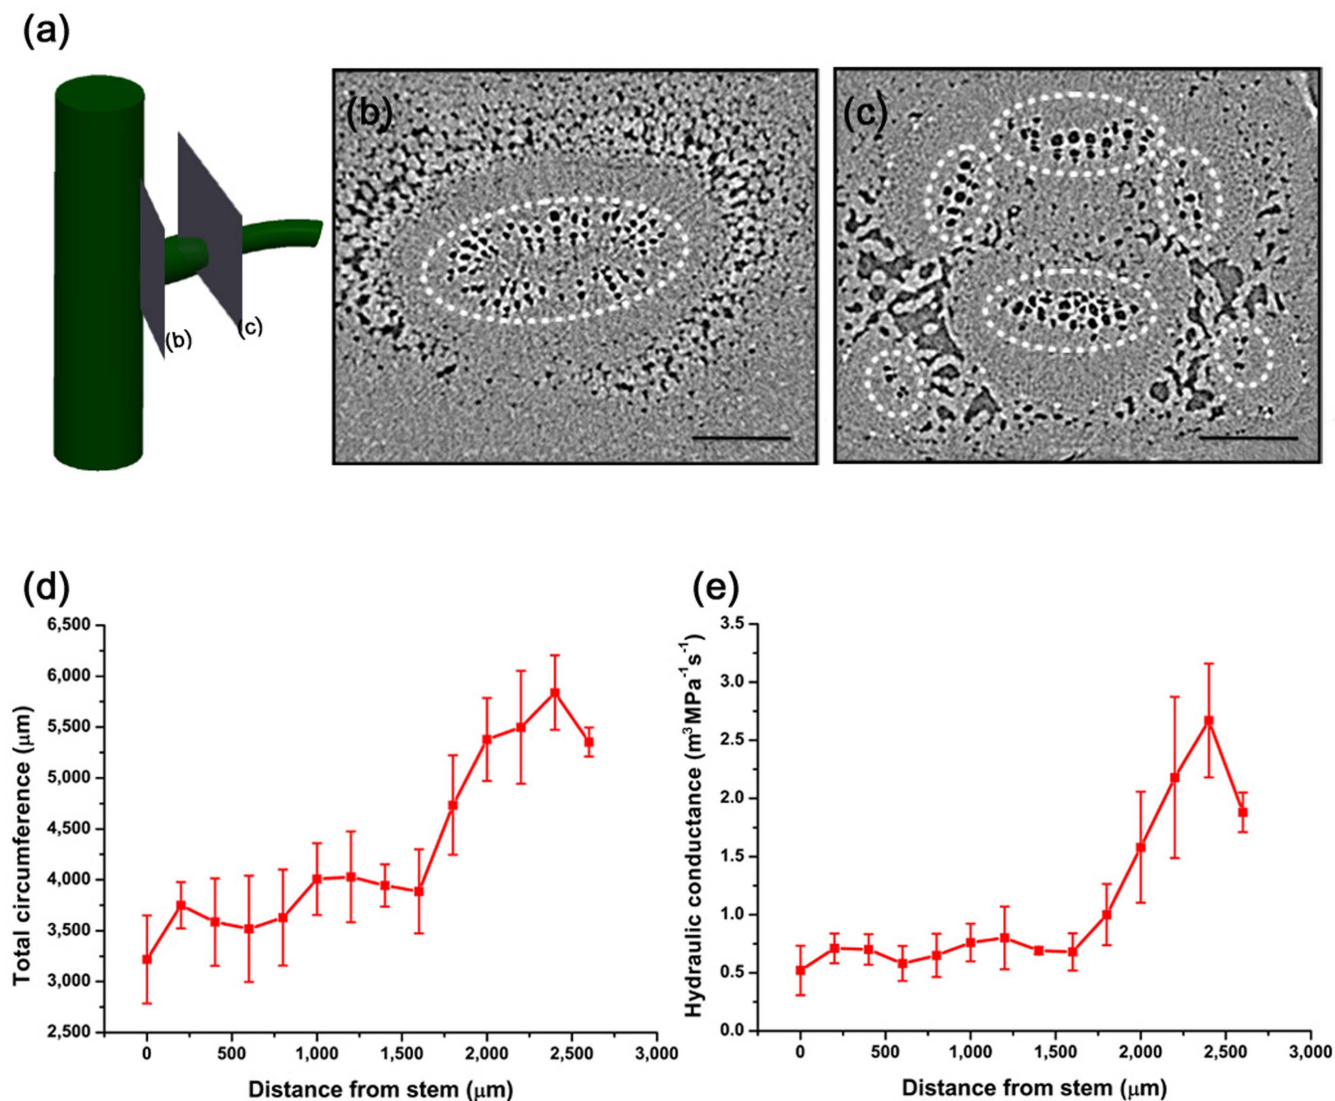 (a)
(b)
(c)
(b)
(c)
(d)
6,500
6,000
5,500
5,000
4,500
4,000
3,500
3,000
2,500
Total circumference (μm)
0 500 1,000 1,500 2,000 2,500 3,000
Distance from stem (μm)
(e)
3.5
3.0
2.5
2.0
1.5
1.0
0.5
0.0
Hydraulic conductance (m³MPa⁻¹s⁻¹)
0 500 1,000 1,500 2,000 2,500 3,000
Distance from stem (μm)